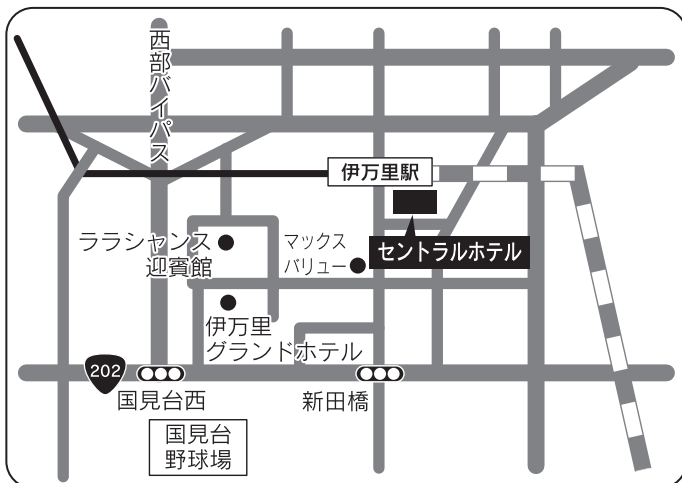 西部バイパス
伊万里駅
セントラルホテル
ララシャンス
迎賓館
マックス
バリュー
伊万里
グランドホテル
202
国見台西
新田橋
国見台
野球場